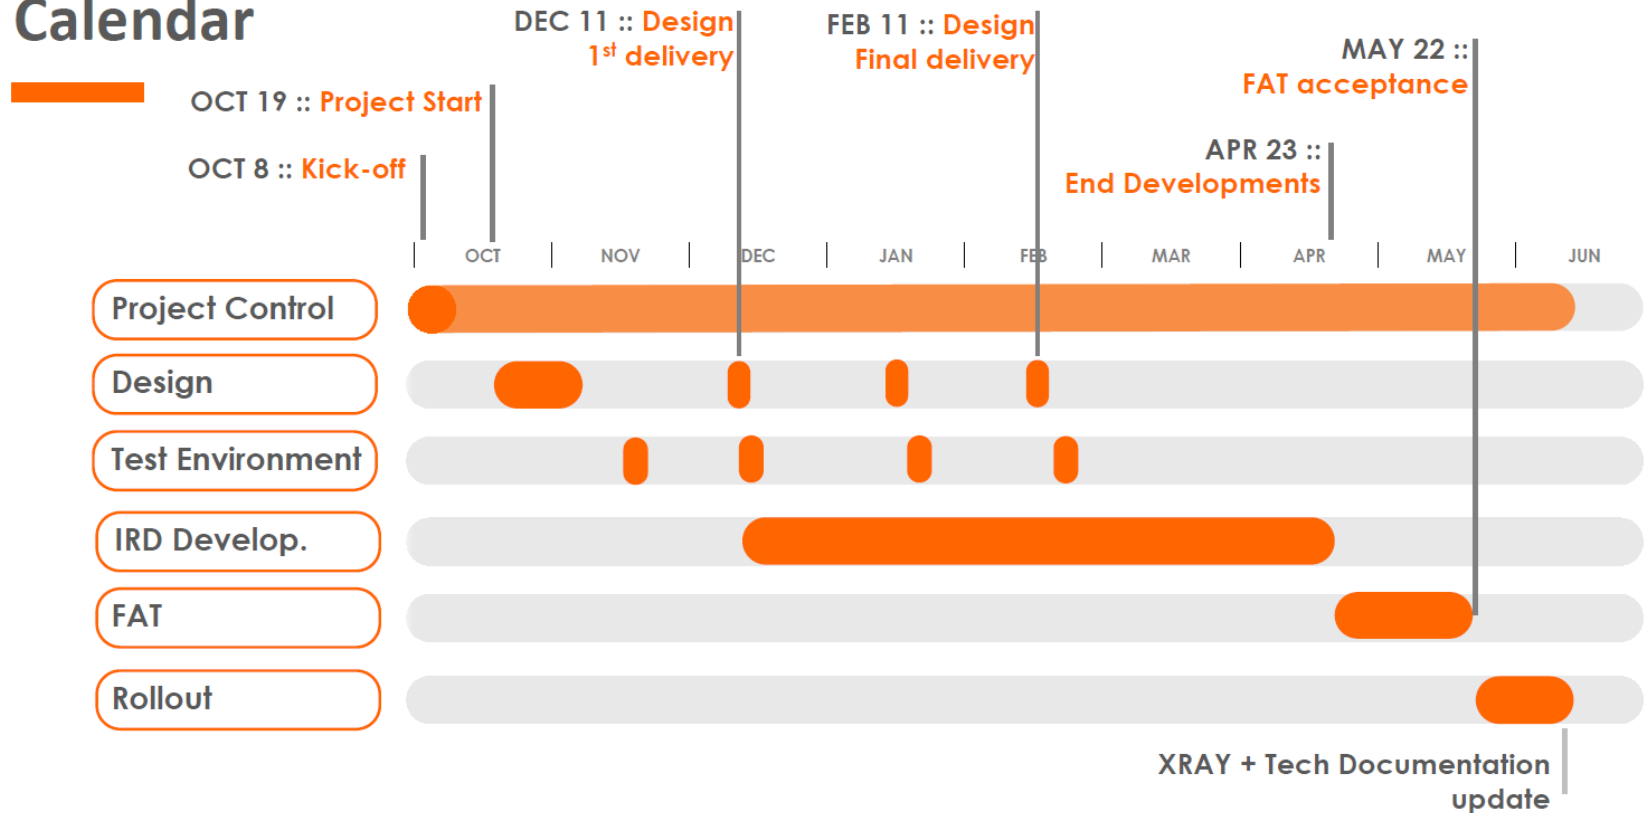 Calendar
DEC 11 :: Design
1st delivery
FEB 11 :: Design
Final delivery
MAY 22 ::
FAT acceptance
OCT 19 :: Project Start
OCT 8 :: Kick-off
APR 23 ::
End Developments
OCT NOV DEC JAN FEB MAR APR MAY JUN
Project Control
Design
Test Environment
IRD Develop.
FAT
Rollout
XRAY + Tech Documentation
update